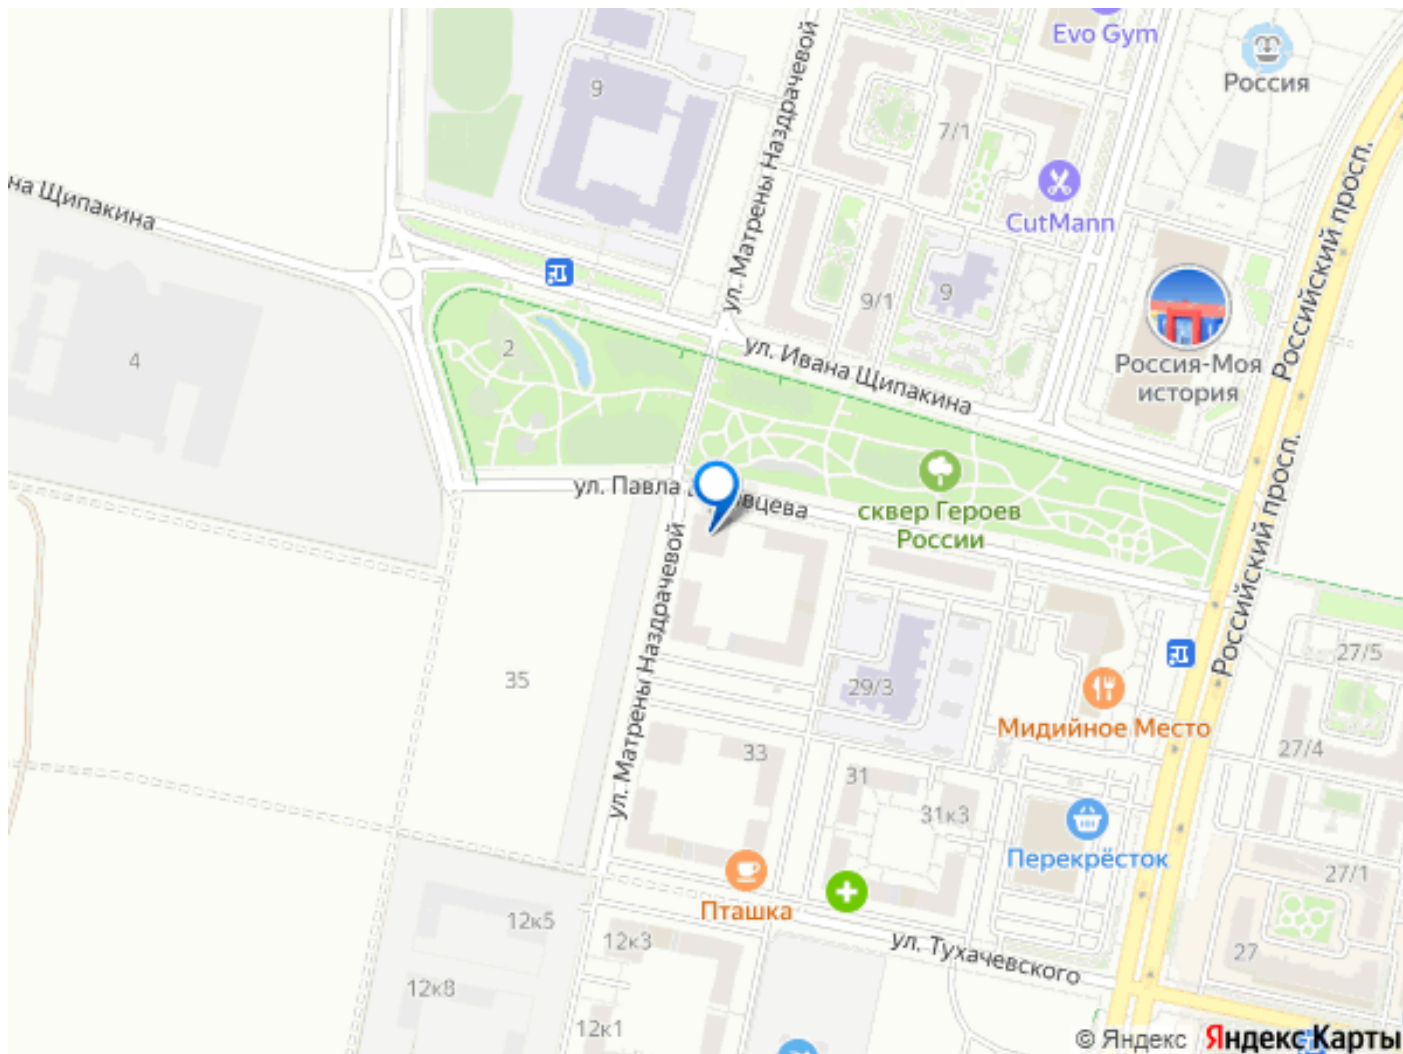 Evo Gym
Россия
9
7/1
ул. Матрены Наздрачевой
Российский просп.
CutMann
на Щипакина
9
9/1
4
2
ул. Ивана Щипакина
Россия-Моя
история
Российский просп.
ул. Павла
вцева
сквер Героев
России
ул. Матрены Наздрачевой
35
29/3
27/5
Мидийное Место
27/4
33
31
31к3
Перекрёсток
27/1
Пташка
12к5
12к3
ул. Тухачевского
27
12к8
12к1
© Яндекс Яндекс Карты